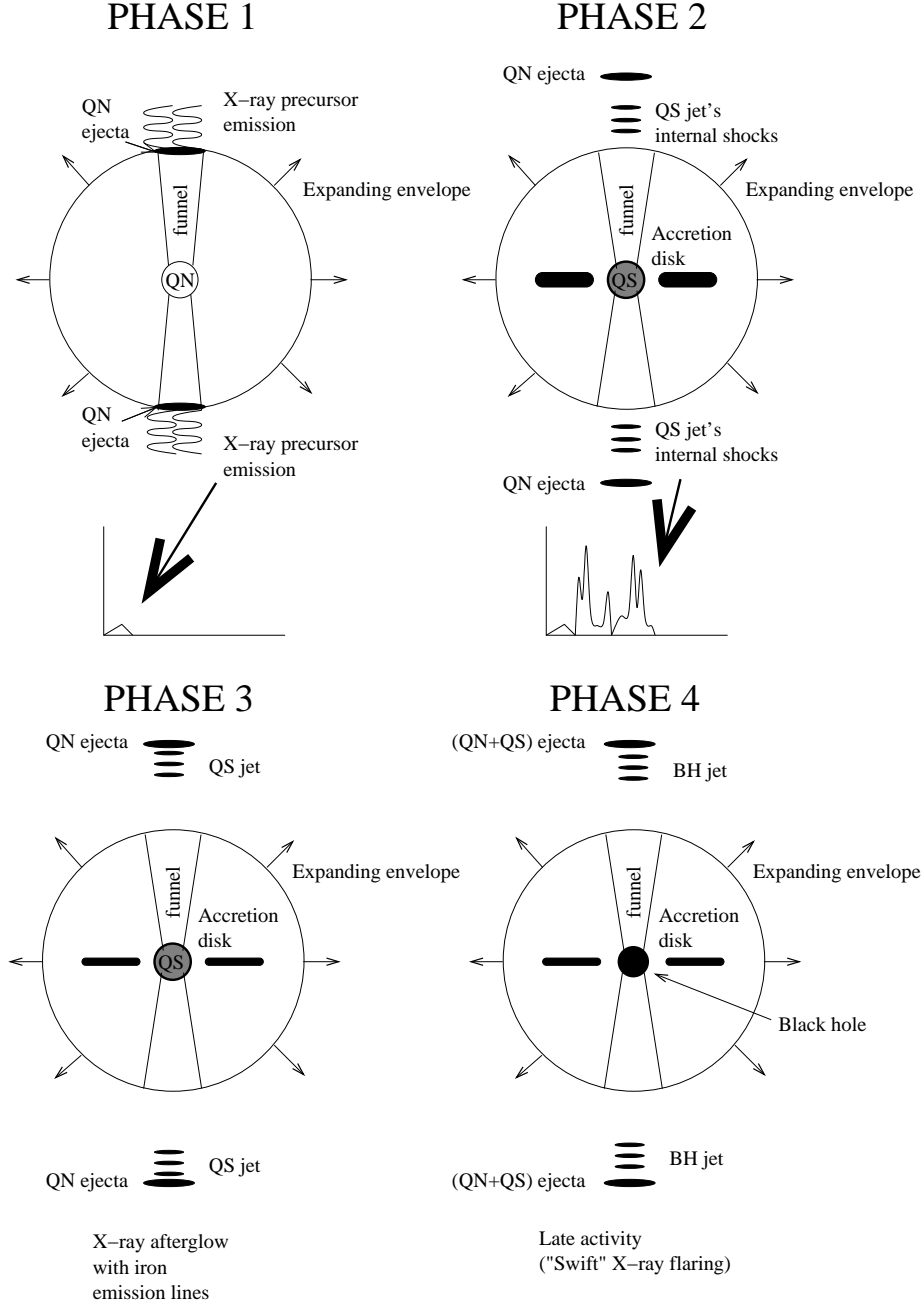 PHASE 1
QN
ejecta
X−ray precursor
emission
funnel
Expanding envelope
QN
QN
ejecta
X−ray precursor
emission
PHASE 2
QN ejecta
QS jet's
internal shocks
funnel
Expanding envelope
Accretion
disk
QS
QS jet's
internal shocks
QN ejecta
PHASE 3
QN ejecta
QS jet
funnel
Expanding envelope
Accretion
disk
QS
QS jet
QN ejecta
X−ray afterglow
with iron
emission lines
PHASE 4
(QN+QS) ejecta
BH jet
funnel
Expanding envelope
Accretion
disk
Black hole
BH jet
(QN+QS) ejecta
Late activity
("Swift" X−ray flaring)